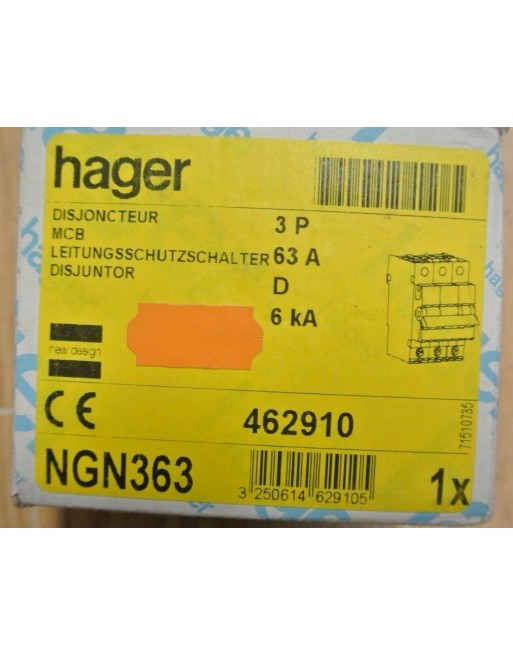 hager
DISJONCTEUR
MCB
LEITUNGSSCHUTZSCHALTER
DISJUNTOR
3 P
63 A
D
6 kA
new design
71510735
CE
462910
NGN363
3 250614 629105
1x